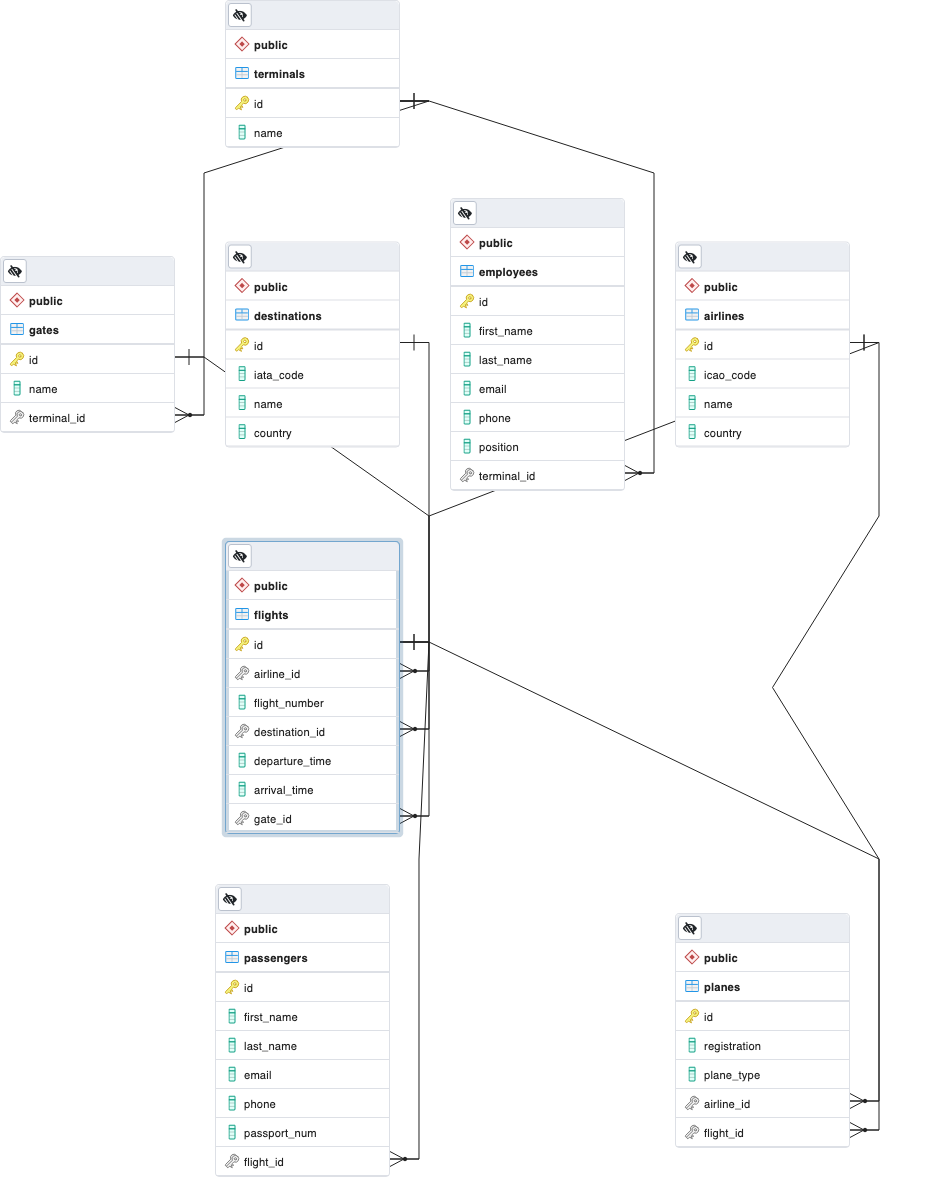 public
terminals
id
name
public
gates
id
name
terminal_id
public
destinations
id
iata_code
name
country
public
employees
id
first_name
last_name
email
phone
position
terminal_id
public
airlines
id
icao_code
name
country
public
flights
id
airline_id
flight_number
destination_id
departure_time
arrival_time
gate_id
public
passengers
id
first_name
last_name
email
phone
passport_num
flight_id
public
planes
id
registration
plane_type
airline_id
flight_id